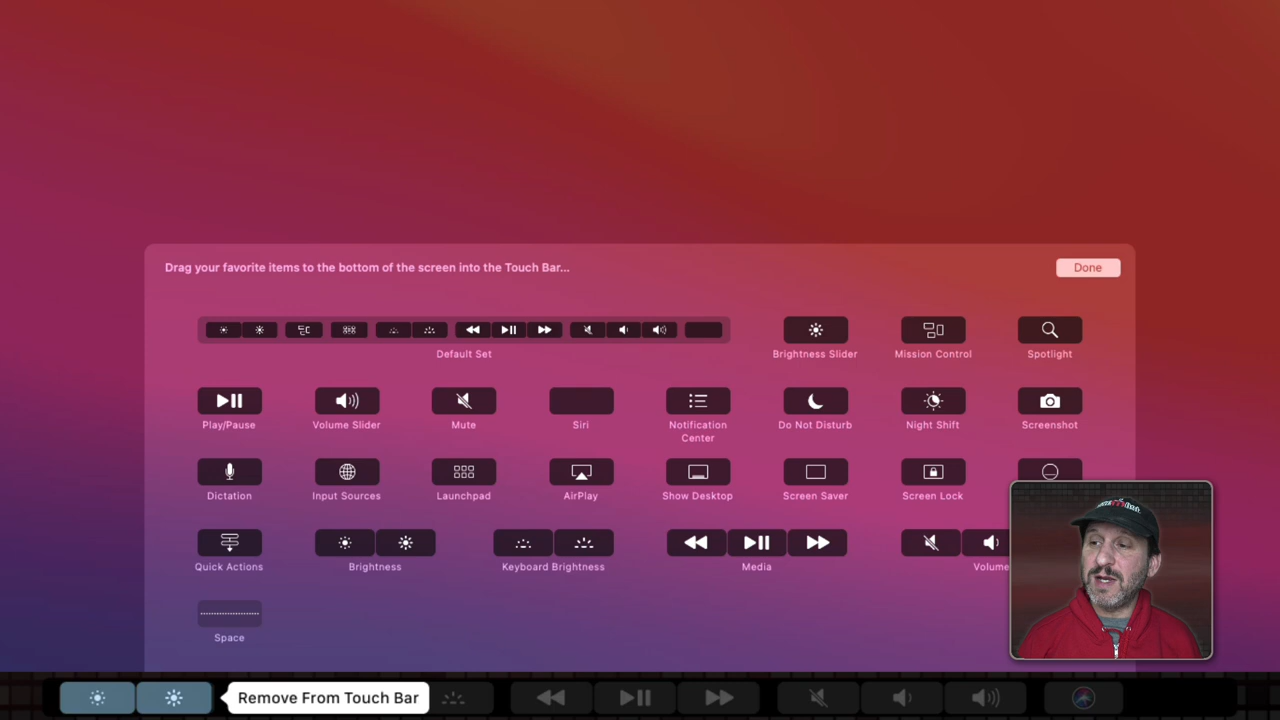 Drag your favorite items to the bottom of the screen into the Touch Bar...
Done
Default Set
Brightness Slider
Mission Control
Spotlight
Play/Pause
Volume Slider
Mute
Siri
Notification
Center
Do Not Disturb
Night Shift
Screenshot
Dictation
Input Sources
Launchpad
AirPlay
Show Desktop
Screen Saver
Screen Lock
Quick Actions
Brightness
Keyboard Brightness
Media
Volume
Space
Remove From Touch Bar